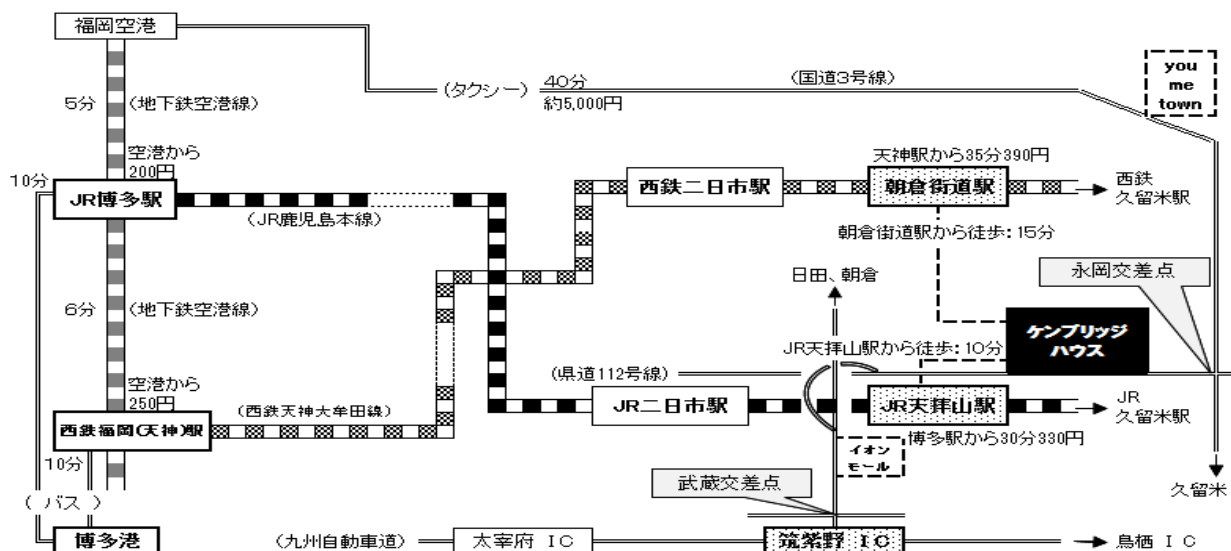 福岡空港
5分
(地下鉄空港線)
空港から
200円
10分
JR博多駅
(JR鹿児島本線)
6分
(地下鉄空港線)
空港から
250円
西鉄福岡(天神)駅
(西鉄天神大牟田線)
10分
(バス)
博多港
(タクシー)
40分
約5,000円
(国道3号線)
you
me
town
天神駅から35分390円
西鉄二日市駅
朝倉街道駅
西鉄
久留米駅
朝倉街道駅から徒歩:15分
日田、朝倉
永岡交差点
ケンブリッジ
ハウス
JR天拝山駅から徒歩:10分
(県道112号線)
JR二日市駅
JR天拝山駅
JR
久留米駅
博多駅から30分330円
イオン
モール
武蔵交差点
久留米
(九州自動車道)
太宰府 IC
筑紫野 IC
鳥栖 IC